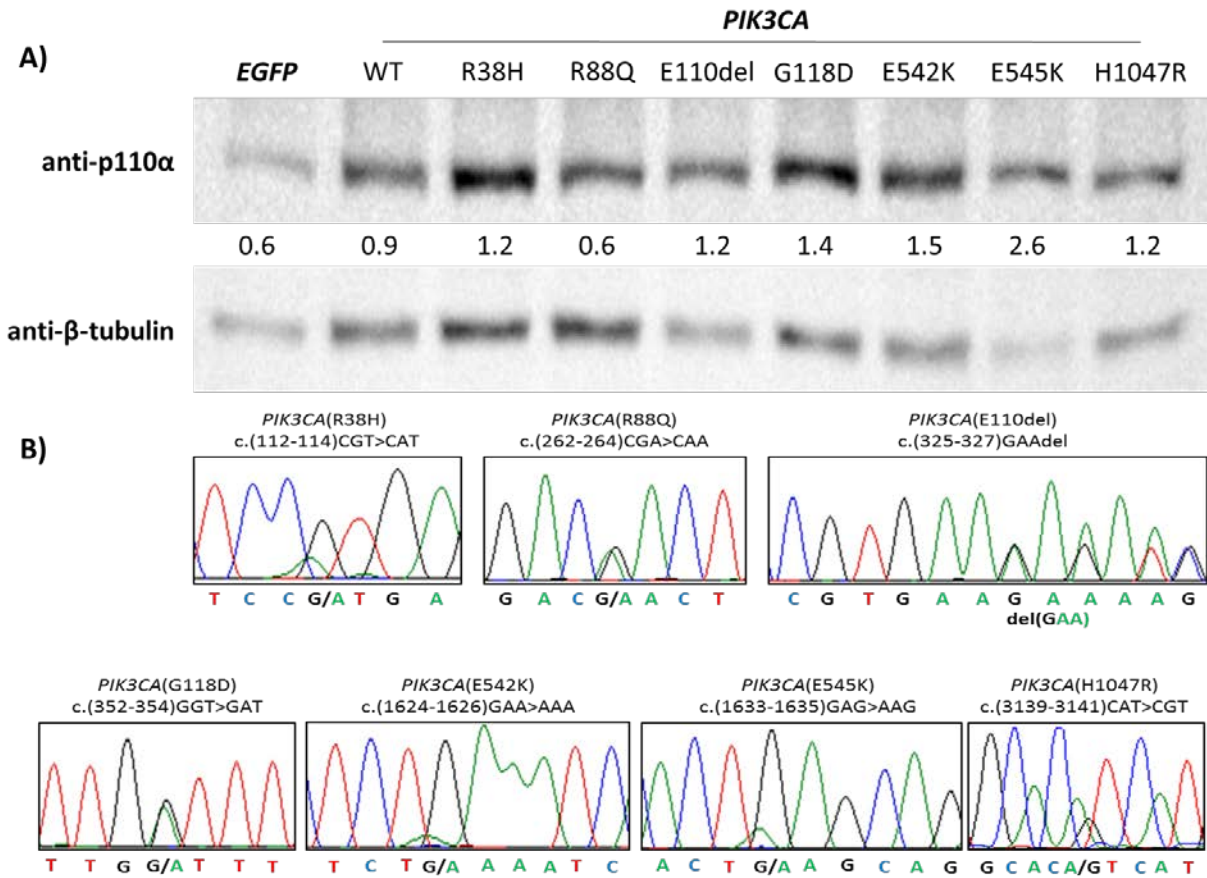 PIK3CA
A)
EGFP WT R38H R88Q E110del G118D E542K E545K H1047R
anti-p110α
0.6 0.9 1.2 0.6 1.2 1.4 1.5 2.6 1.2
anti-β-tubulin
B)
PIK3CA(R38H)
c.(112-114)CGT>CAT
T C C G/A T G A
PIK3CA(R88Q)
c.(262-264)CGA>CAA
G A C G/A A C T
PIK3CA(E110del)
c.(325-327)GAAdel
C G T G A A G A A A A G
del(GAA)
PIK3CA(G118D)
c.(352-354)GGT>GAT
T T G G/A T T T
PIK3CA(E542K)
c.(1624-1626)GAA>AAA
T C T G/A A A A T C
PIK3CA(E545K)
c.(1633-1635)GAG>AAG
A C T G/A A G C A G
PIK3CA(H1047R)
c.(3139-3141)CAT>CGT
G C A C A/G T C A T